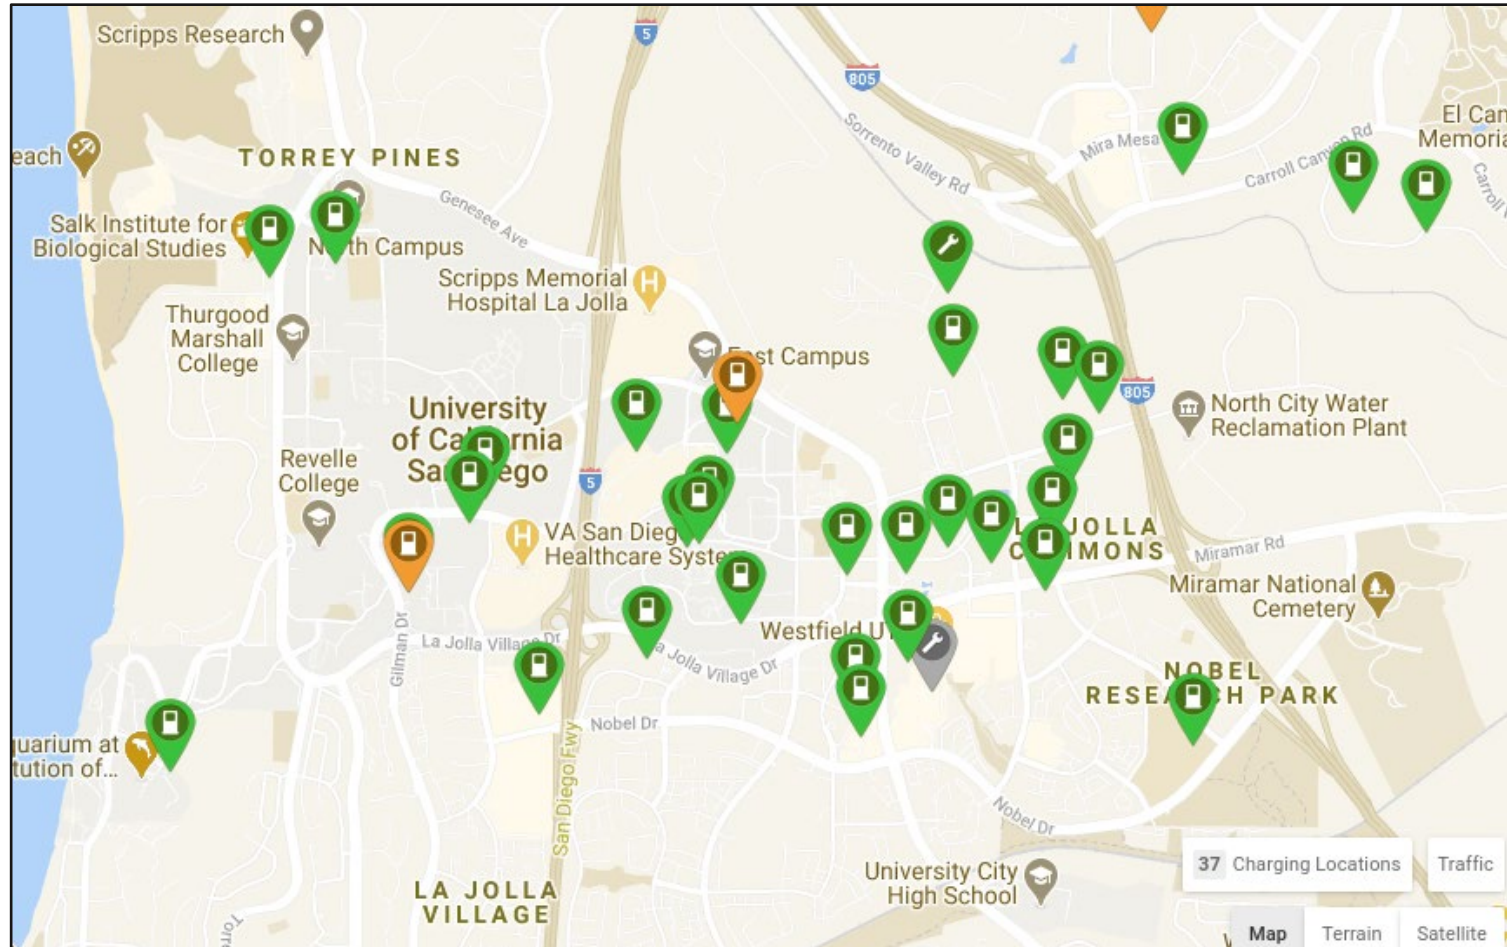 Scripps Research
5
805
El Can
Memoria
Mira Mesa
Carroll Canyon Rd
Carroll
each
TORREY PINES
Sorrento Valley Rd
Genesee Ave
Salk Institute for
Biological Studies
North Campus
Scripps Memorial
Hospital La Jolla
Thurgood
Marshall
College
East Campus
805
North City Water
Reclamation Plant
University
of California
San Diego
Revelle
College
5
VA San Diego
Healthcare System
LA JOLLA
COMMONS
Miramar Rd
Miramar National
Cemetery
Gilman Dr
La Jolla Village Dr
La Jolla Village Dr
Westfield UT
NOBEL
RESEARCH PARK
Nobel Dr
quarium at
tution of...
San Diego Fwy
Nobel Dr
37 Charging Locations
Traffic
University City
High School
LA JOLLA
VILLAGE
Torre
Map
Terrain
Satellite